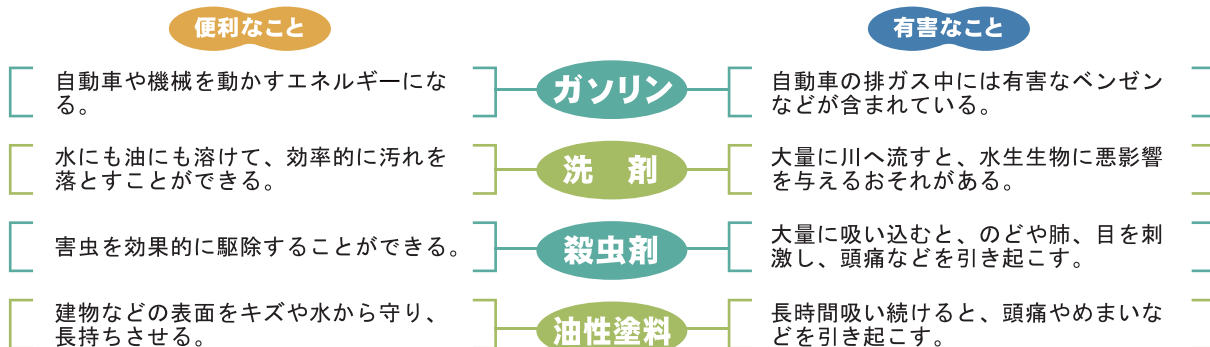 便利なこと
有害なこと
自動車や機械を動かすエネルギーにな
る。
ガソリン
自動車の排ガス中には有害なベンゼン
などが含まれている。
水にも油にも溶けて、効率的に汚れを
落とすことができる。
洗　剤
大量に川へ流すと、水生生物に悪影響
を与えるおそれがある。
害虫を効果的に駆除することができる。
殺虫剤
大量に吸い込むと、のどや肺、目を刺
激し、頭痛などを引き起こす。
建物などの表面をキズや水から守り、
長持ちさせる。
油性塗料
長時間吸い続けると、頭痛やめまいな
どを引き起こす。